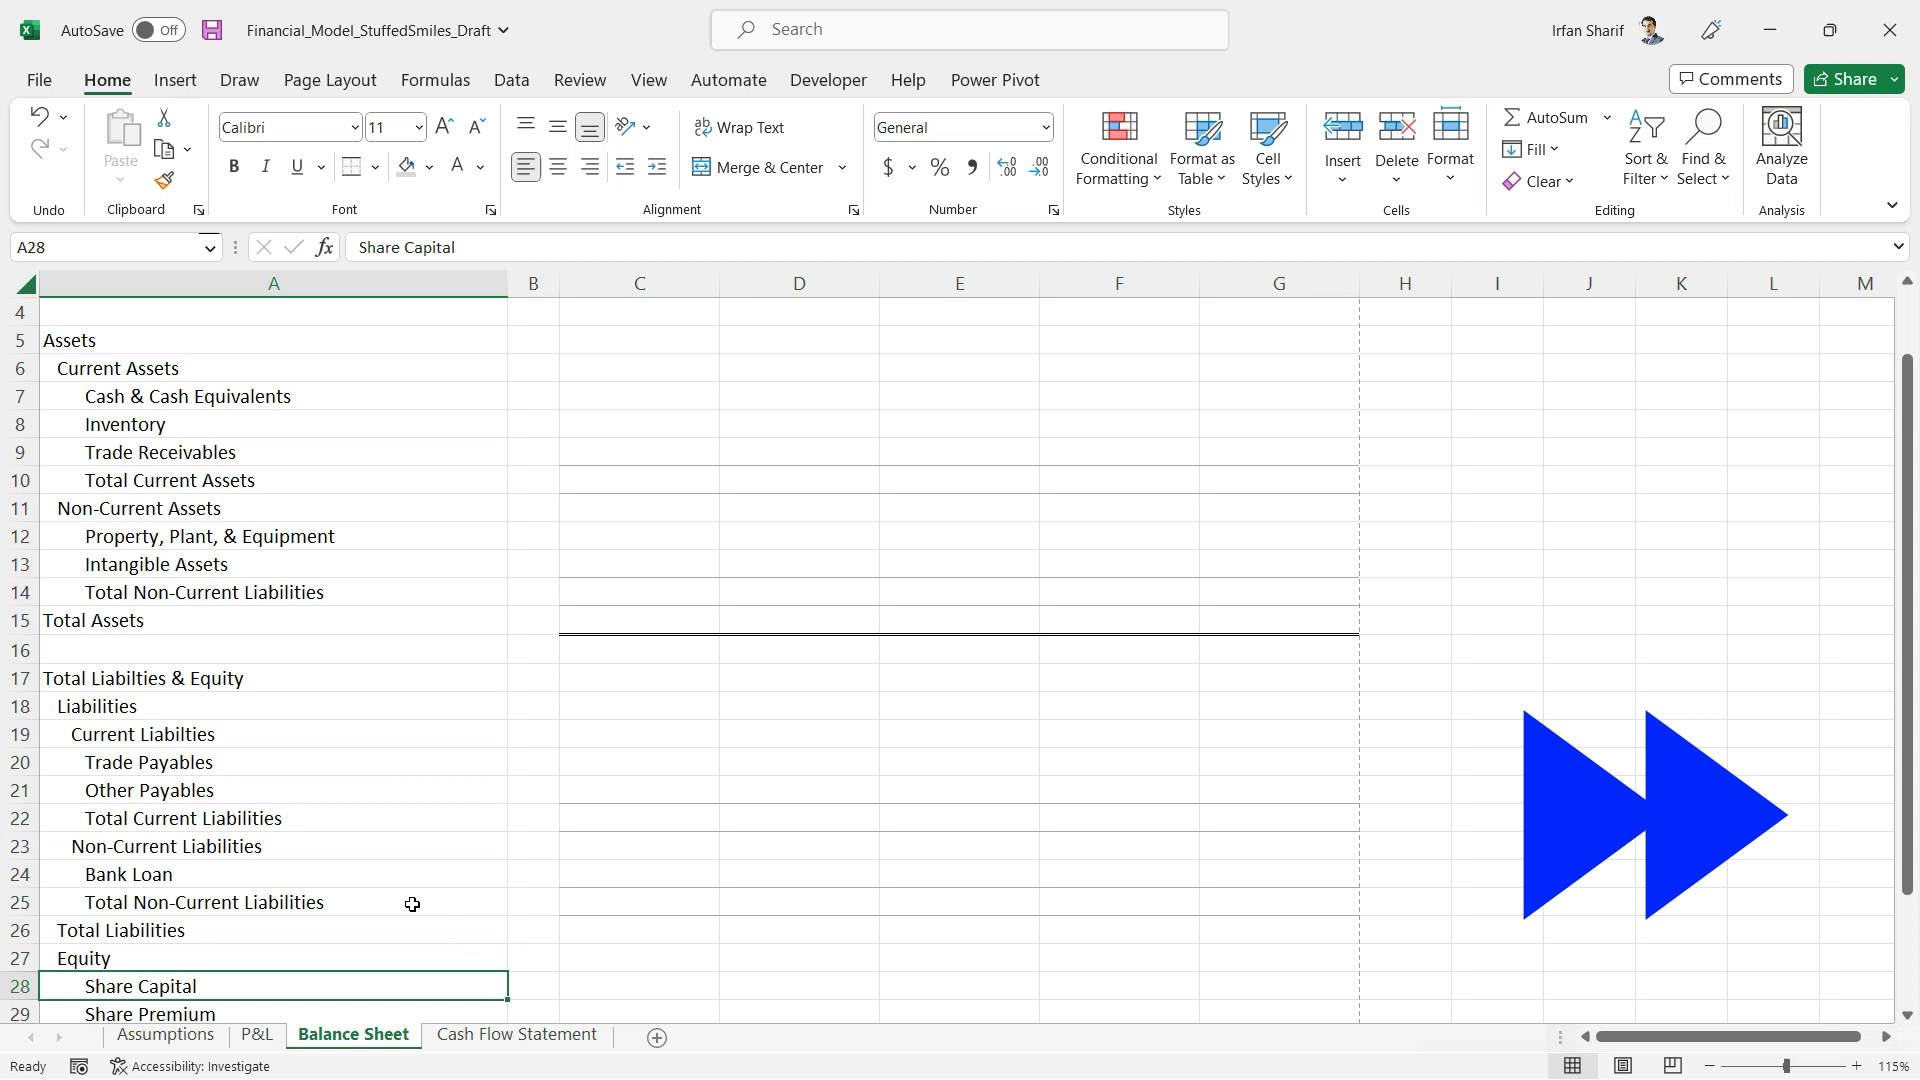 AutoSave Off Financial_Model_StuffedSmiles_Draft Search Irfan Sharif
File Home Insert Draw Page Layout Formulas Data Review View Automate Developer Help Power Pivot Comments Share
Paste
Calibri 11
B I U A
Wrap Text
Merge & Center
General
$ % ,
Conditional Formatting
Format as Table
Cell Styles
Insert Delete Format
AutoSum
Fill
Clear
Sort & Filter
Find & Select
Analyze Data
Undo Clipboard Font Alignment Number Styles Cells Editing Analysis
A28 fx Share Capital
A B C D E F G H I J K L M
4
5 Assets
6 Current Assets
7 Cash & Cash Equivalents
8 Inventory
9 Trade Receivables
10 Total Current Assets
11 Non-Current Assets
12 Property, Plant, & Equipment
13 Intangible Assets
14 Total Non-Current Liabilities
15 Total Assets
16
17 Total Liabilties & Equity
18 Liabilities
19 Current Liabilties
20 Trade Payables
21 Other Payables
22 Total Current Liabilities
23 Non-Current Liabilities
24 Bank Loan
25 Total Non-Current Liabilities
26 Total Liabilities
27 Equity
28 Share Capital
29 Share Premium
Assumptions P&L Balance Sheet Cash Flow Statement
Ready Accessibility: Investigate 115%